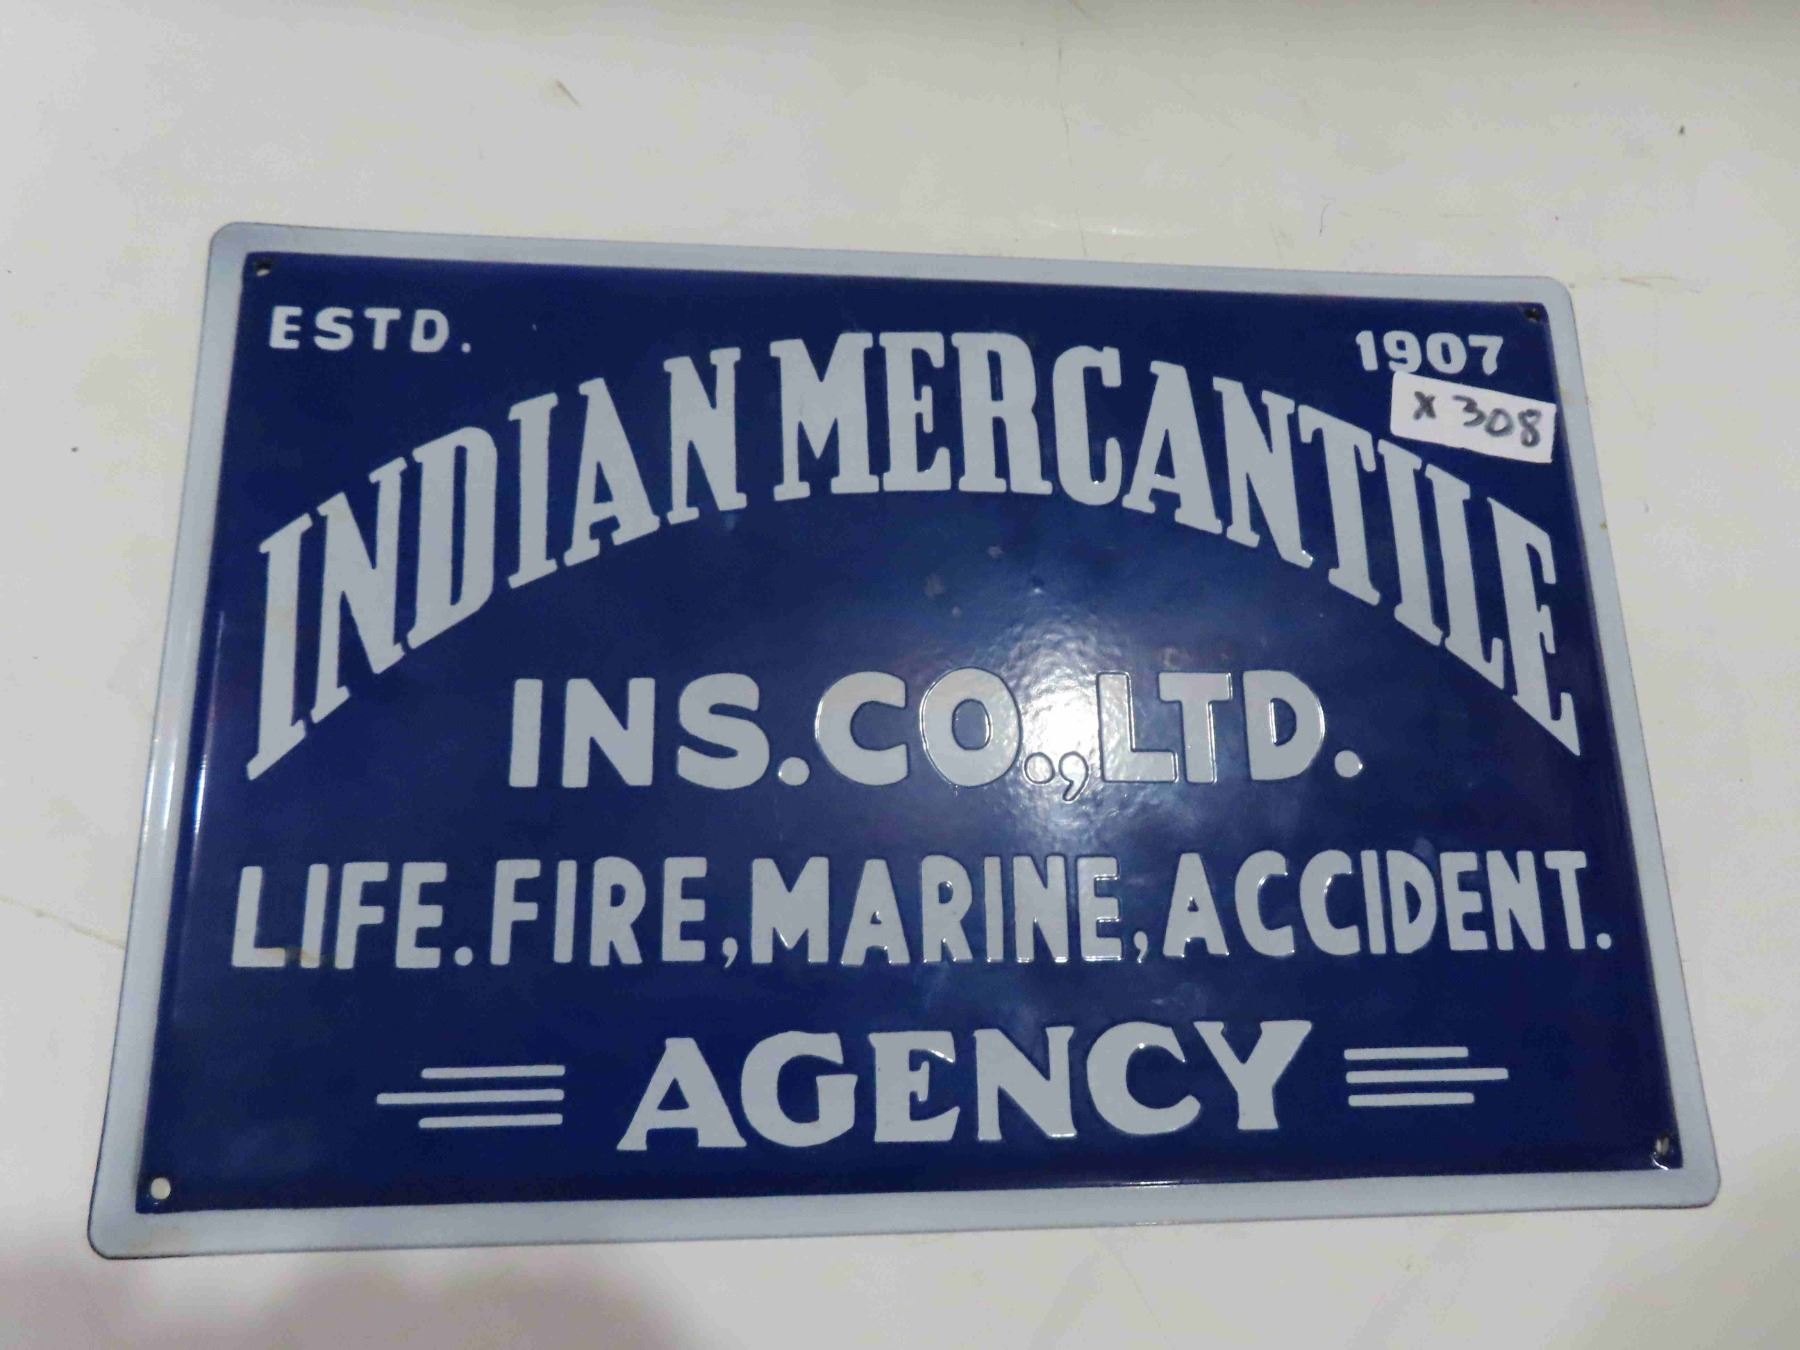 ESTD. 1907
X 308
INDIAN MERCANTILE
INS.CO.,LTD.
LIFE.FIRE,MARINE,ACCIDENT.
AGENCY